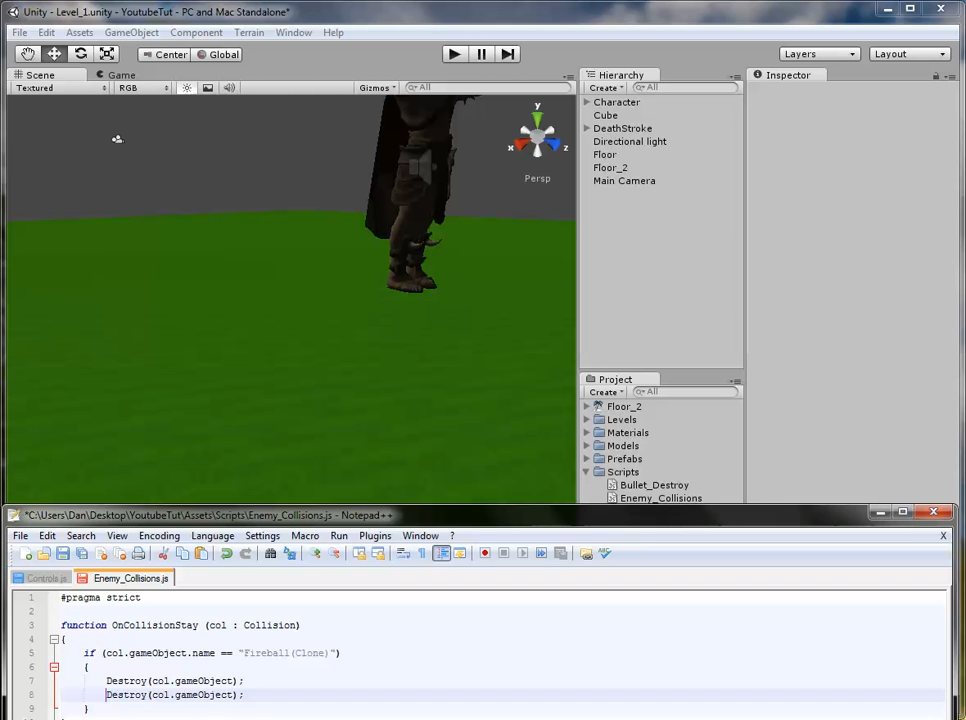 Unity - Level_1.unity - YoutubeTut - PC and Mac Standalone*
File Edit Assets GameObject Component Terrain Window Help
Center Global Layers Layout
Scene Game Hierarchy Inspector
Textured RGB Gizmos All Create All
Character
Cube
DeathStroke
Directional light
Floor
Floor_2
Main Camera
y
x
z
Persp
Project
Create All
Floor_2
Levels
Materials
Models
Prefabs
Scripts
Bullet_Destroy
Enemy_Collisions
*C:\Users\Dan\Desktop\YoutubeTut\Assets\Scripts\Enemy_Collisions.js - Notepad++
File Edit Search View Encoding Language Settings Macro Run Plugins Window ? X
Controls.js Enemy_Collisions.js
1 #pragma strict
2
3 function OnCollisionStay (col : Collision)
4 {
5 if (col.gameObject.name == "Fireball(Clone)")
6 {
7 Destroy(col.gameObject);
8 Destroy(col.gameObject);
9 }